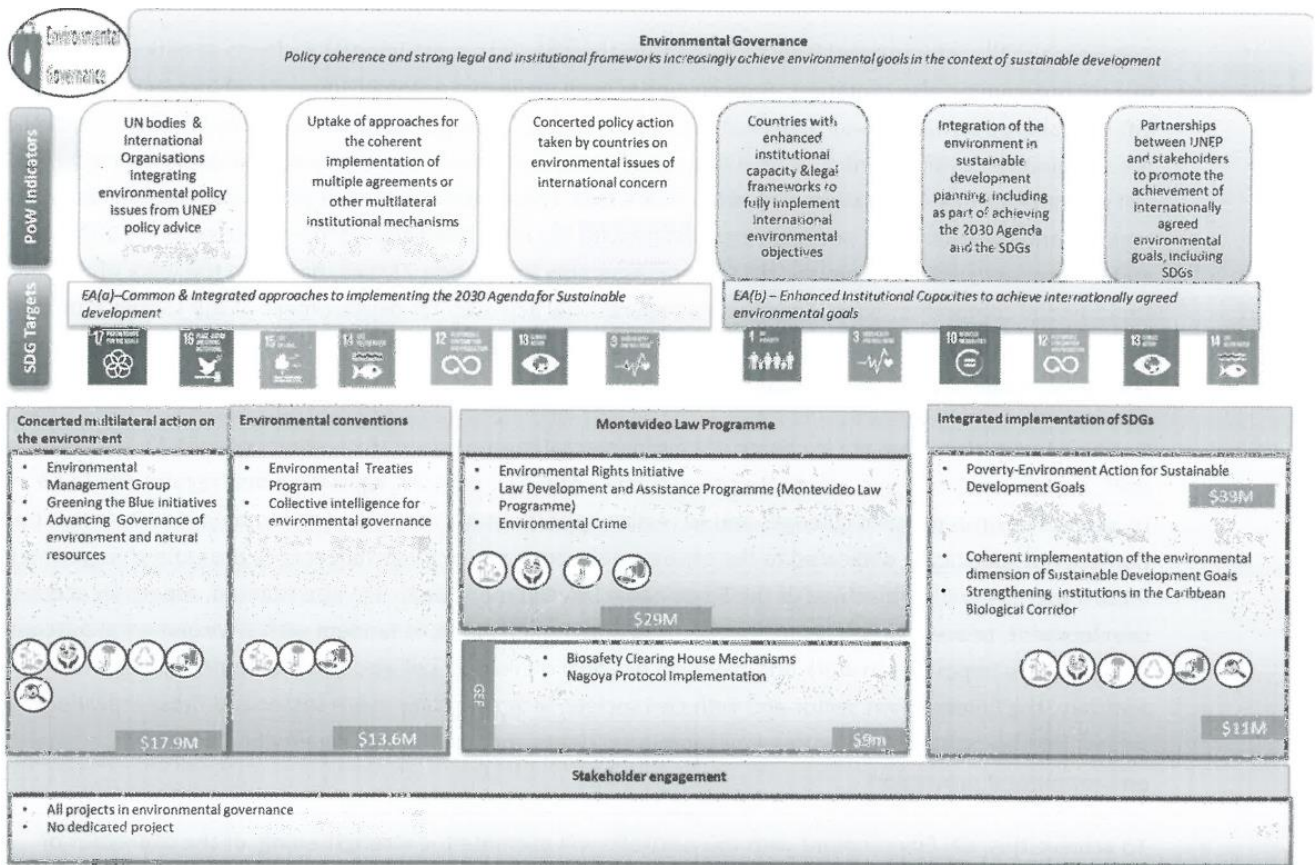 Environmental
Governance
Environmental Governance
Policy coherence and strong legal and institutional frameworks increasingly achieve environmental goals in the context of sustainable development
PoW Indicators
UN bodies &
International
Organisations
Integrating
environmental policy
issues from UNEP
policy advice
Uptake of approaches for
the coherent
implementation of
multiple agreements or
other multilateral
institutional mechanisms
Concerted policy action
taken by countries on
environmental issues of
international concern
Countries with
enhanced
institutional
capacity &legal
frameworks to
fully implement
International
environmental
objectives
Integration of the
environment in
sustainable
development
planning, including
as part of achieving
the 2030 Agenda
and the SDGs
Partnerships
between UNEP
and stakeholders
to promote the
achievement of
internationally
agreed
environmental
goals, including
SDGs
SDG Targets
EA(a)–Common & Integrated approaches to implementing the 2030 Agenda for Sustainable
development
EA(b) – Enhanced Institutional Capacities to achieve internationally agreed
environmental goals
17
16
15
14
12
13
1
3
10
12
13
14
Concerted multilateral action on
the environment
• Environmental
Management Group
• Greening the Blue initiatives
• Advancing Governance of
environment and natural
resources
$17.9M
Environmental conventions
• Environmental Treaties
Program
• Collective intelligence for
environmental governance
$13.6M
Montevideo Law Programme
• Environmental Rights Initiative
• Law Development and Assistance Programme (Montevideo Law
Programme)
• Environmental Crime
$29M
GEF
• Biosafety Clearing House Mechanisms
• Nagoya Protocol Implementation
$9m
Integrated implementation of SDGs
• Poverty-Environment Action for Sustainable
Development Goals
• Coherent implementation of the environmental
dimension of Sustainable Development Goals
• Strengthening institutions in the Caribbean
Biological Corridor
$11M
Stakeholder engagement
• All projects in environmental governance
• No dedicated project